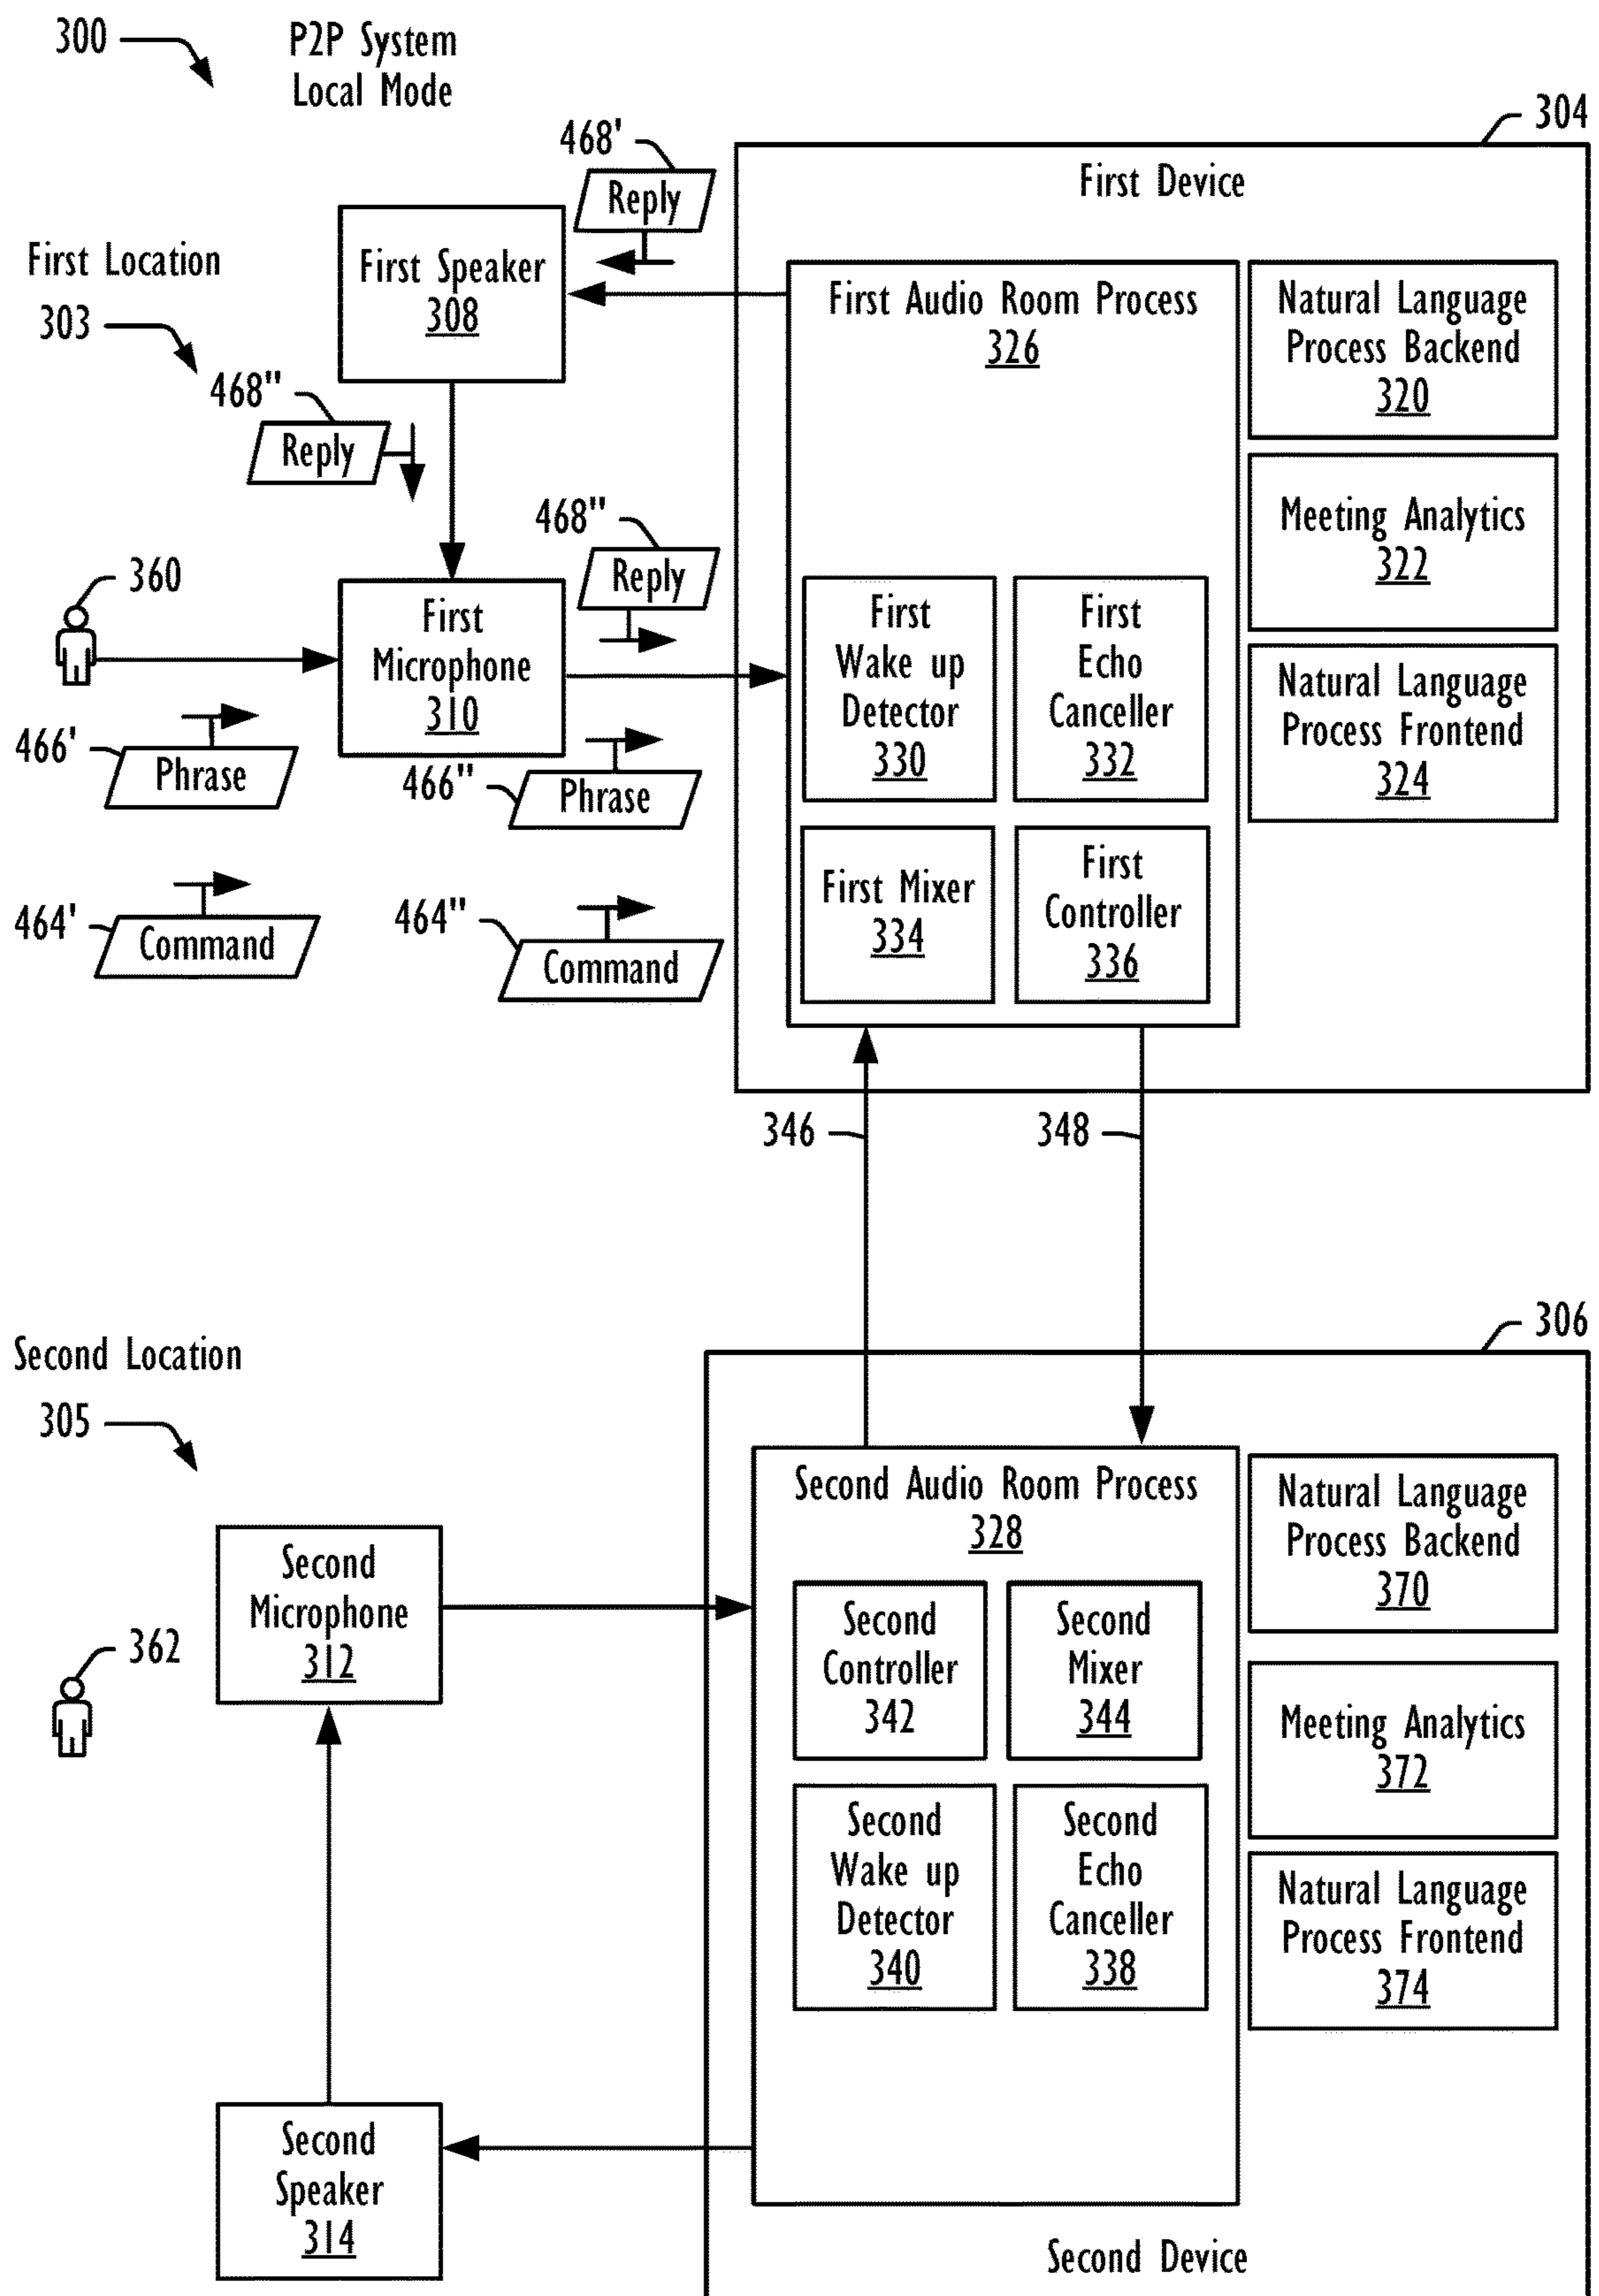 300
P2P System
Local Mode
304
468'
Reply
First Device
First Location
303
First Speaker
308
First Audio Room Process
326
Natural Language
Process Backend
320
468"
Reply
Meeting Analytics
322
468"
Reply
360
First
Microphone
310
First
Wake up
Detector
330
First
Echo
Canceller
332
Natural Language
Process Frontend
324
466'
Phrase
466"
Phrase
First Mixer
334
First
Controller
336
464'
Command
464"
Command
346
348
306
Second Location
305
Second Audio Room Process
328
Natural Language
Process Backend
370
Second
Microphone
312
362
Second
Controller
342
Second
Mixer
344
Meeting Analytics
372
Second
Wake up
Detector
340
Second
Echo
Canceller
338
Natural Language
Process Frontend
374
Second
Speaker
314
Second Device